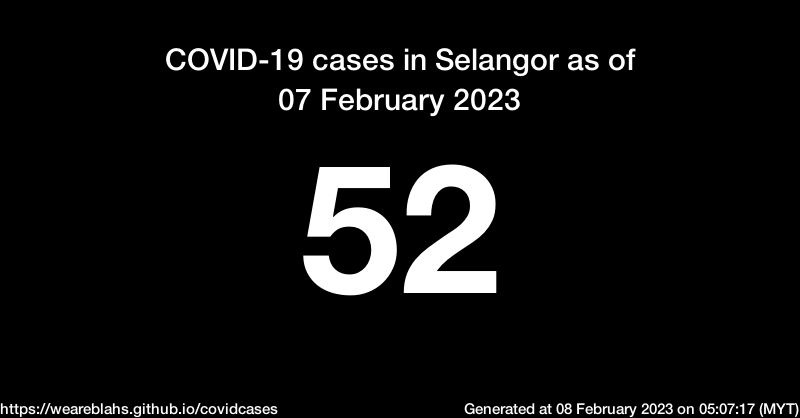 COVID-19 cases in Selangor as of
07 February 2023
52
https://weareblahs.github.io/covidcases
Generated at 08 February 2023 on 05:07:17 (MYT)